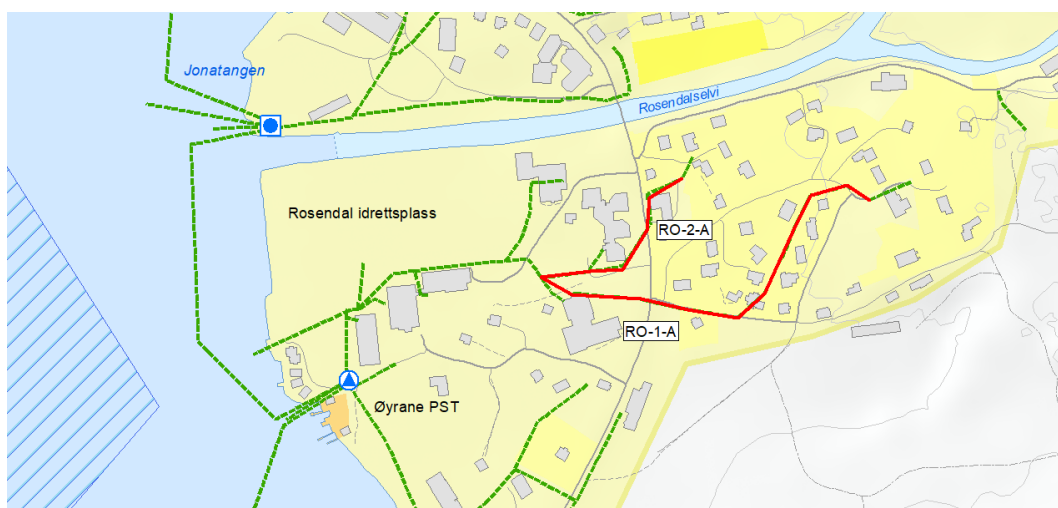 Jonatangen
Rosendalselvi
Rosendal idrettsplass
RO-2-A
RO-1-A
Øyrane PST